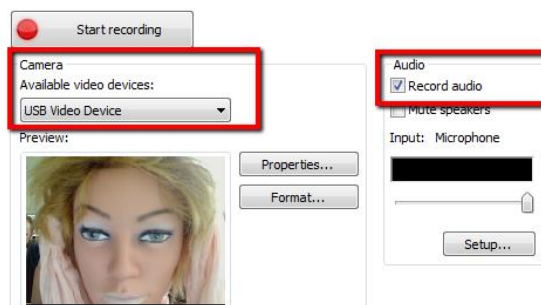 Start recording
Camera
Available video devices:
USB Video Device
Preview:
Properties...
Format...
Audio
Record audio
Mute speakers
Input: Microphone
Setup...